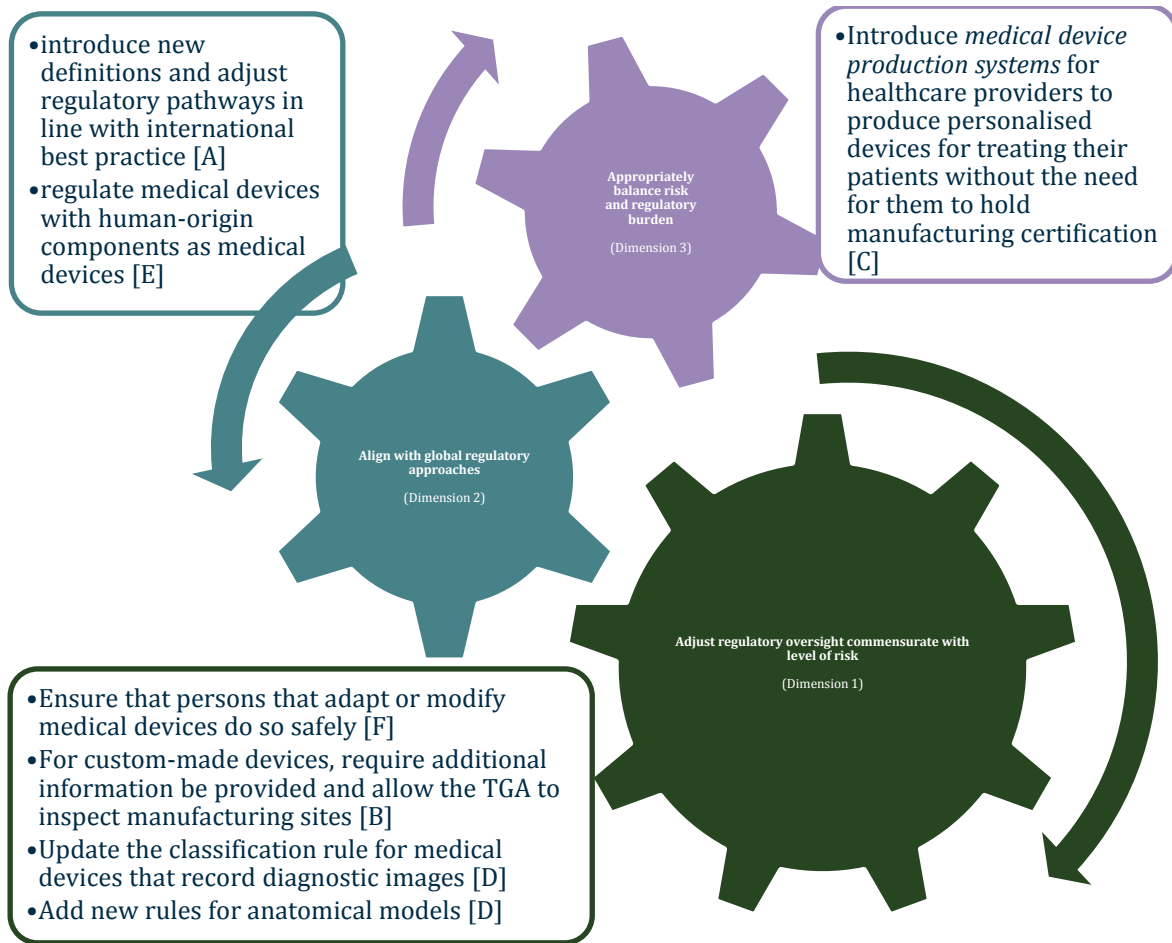 •introduce new
definitions and adjust
regulatory pathways in
line with international
best practice [A]
•regulate medical devices
with human-origin
components as medical
devices [E]
Appropriately
balance risk
and regulatory
burden
(Dimension 3)
•Introduce medical device
production systems for
healthcare providers to
produce personalised
devices for treating their
patients without the need
for them to hold
manufacturing certification
[C]
Align with global regulatory
approaches
(Dimension 2)
Adjust regulatory oversight commensurate with
level of risk
(Dimension 1)
•Ensure that persons that adapt or modify
medical devices do so safely [F]
•For custom-made devices, require additional
information be provided and allow the TGA to
inspect manufacturing sites [B]
•Update the classification rule for medical
devices that record diagnostic images [D]
•Add new rules for anatomical models [D]